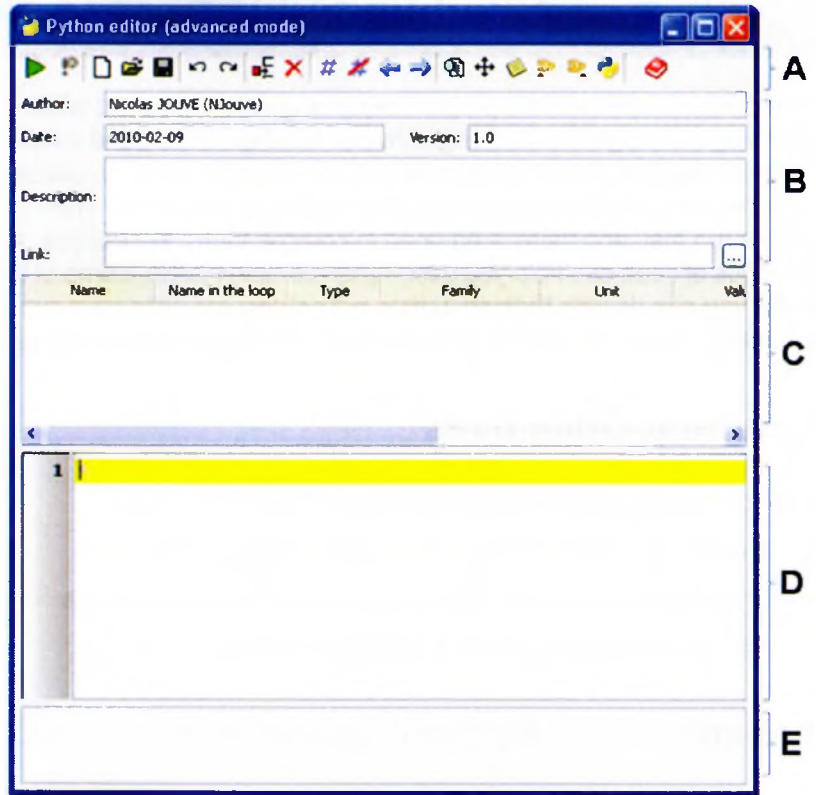 Python editor (advanced mode)
A
Author: Nicolas JOUVE (NJouve)
Date: 2010-02-09 Version: 1.0
B
Description:
Link: ...
Name Name in the loop Type Family Unit Valu
C
1
D
E